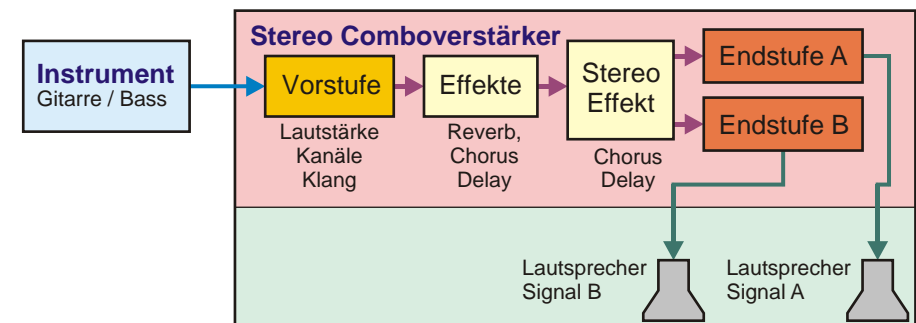 Stereo Comboverstärker
Instrument
Gitarre / Bass
Vorstufe
Lautstärke
Kanäle
Klang
Effekte
Reverb,
Chorus
Delay
Stereo
Effekt
Chorus
Delay
Endstufe A
Endstufe B
Lautsprecher
Signal B
Lautsprecher
Signal A